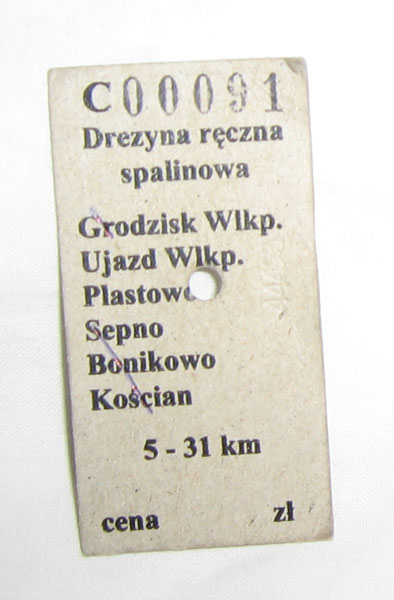 C00091
Drezyna ręczna
spalinowa
Grodzisk Wlkp.
Ujazd Wlkp.
Plastowo
Sepno
Bonikowo
Kościan
5 - 31 km
cena zł